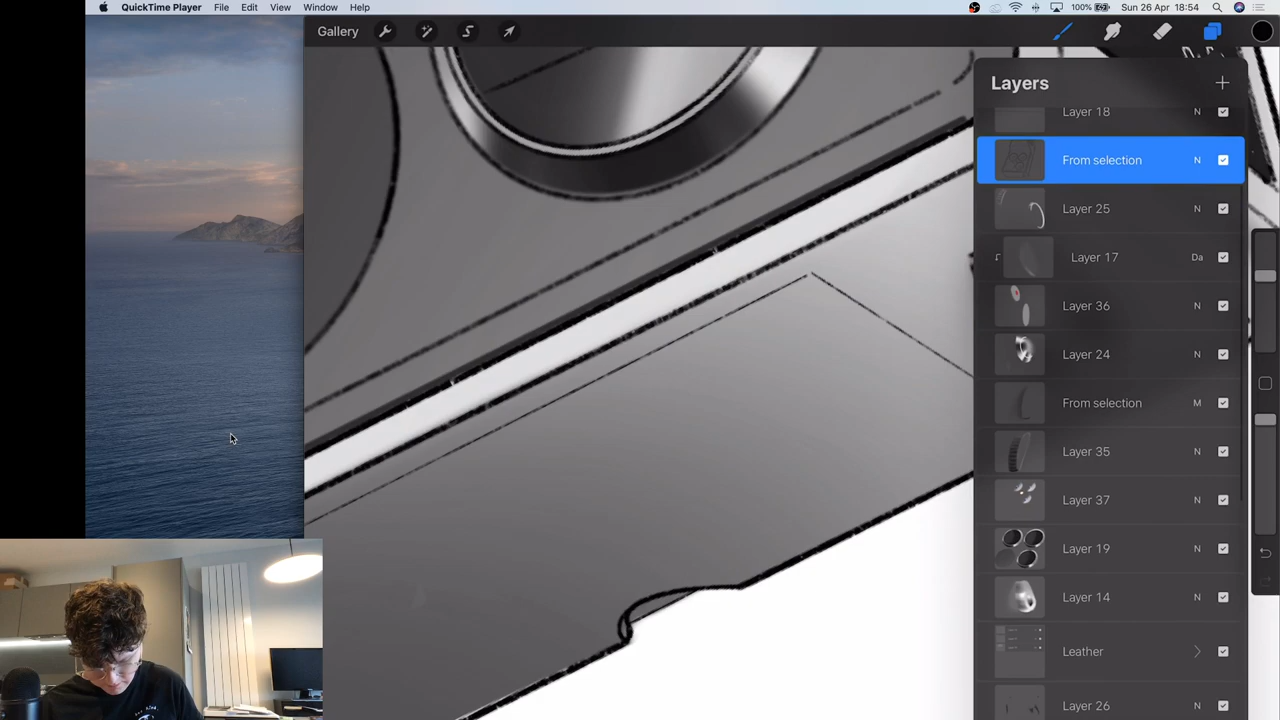 QuickTime Player File Edit View Window Help 100% Sun 26 Apr 18:54
Gallery
Layers
Layer 18 N
From selection N
Layer 25 N
Layer 17 Da
Layer 36 N
Layer 24 N
From selection M
Layer 35 N
Layer 37 N
Layer 19 N
Layer 14 N
Leather
Layer 26 N